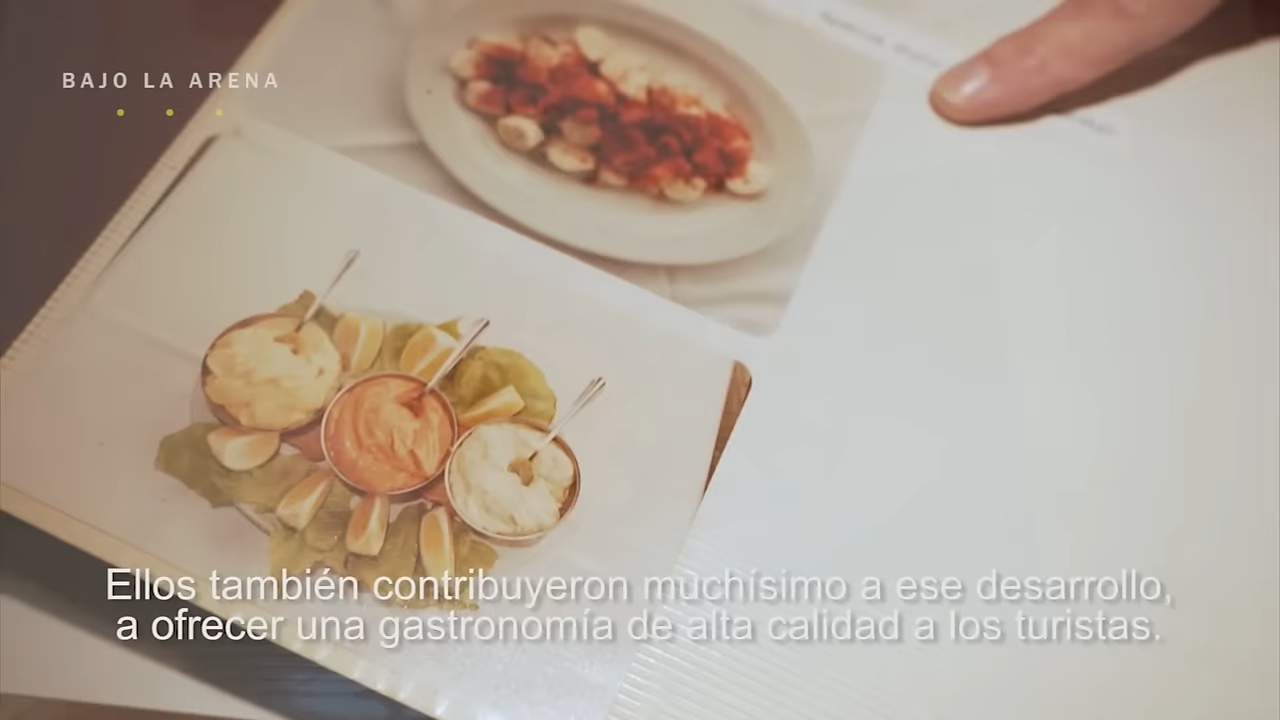 BAJO LA ARENA
Ellos también contribuyeron muchísimo a ese desarrollo,
a ofrecer una gastronomía de alta calidad a los turistas.